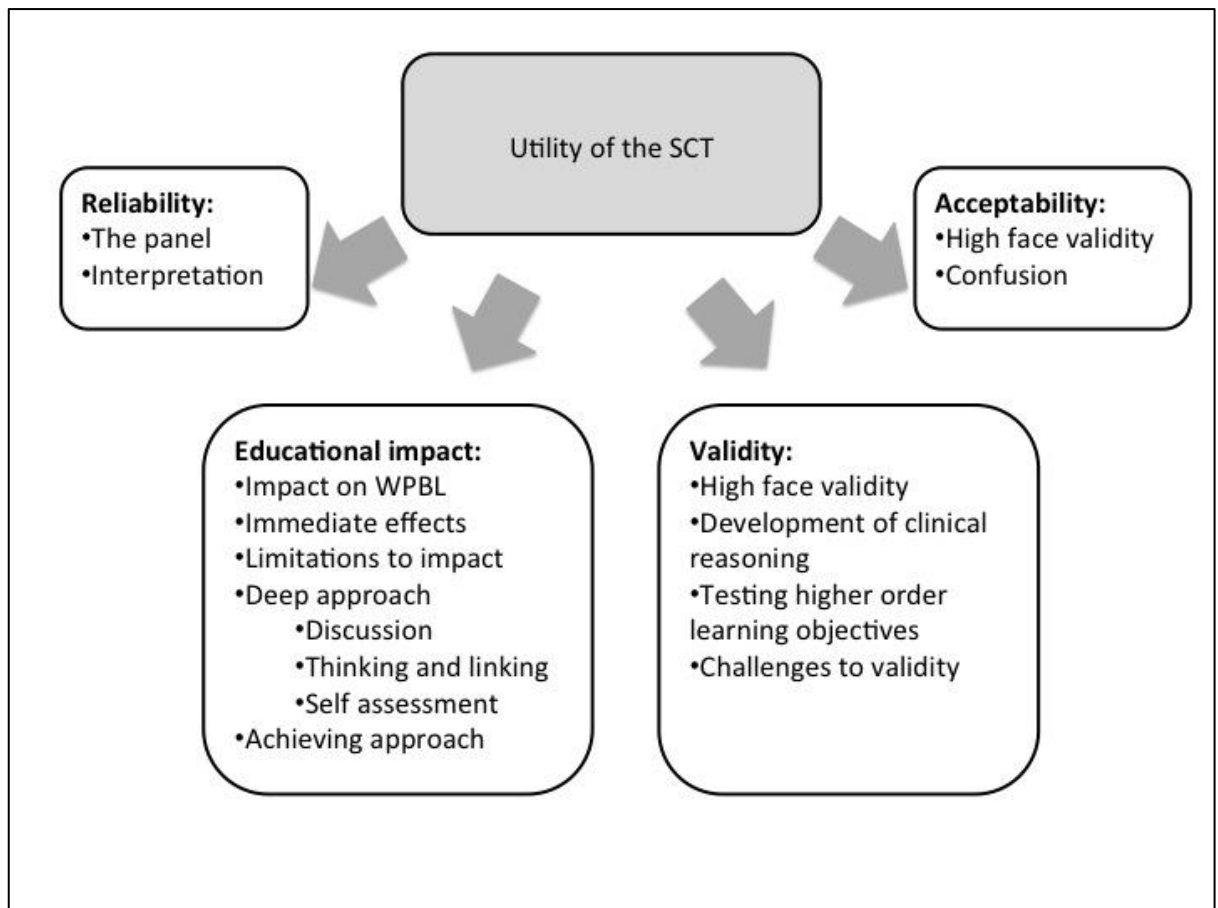 Utility of the SCT
Reliability:
•The panel
•Interpretation
Acceptability:
•High face validity
•Confusion
Educational impact:
•Impact on WPBL
•Immediate effects
•Limitations to impact
•Deep approach
•Discussion
•Thinking and linking
•Self assessment
•Achieving approach
Validity:
•High face validity
•Development of clinical
reasoning
•Testing higher order
learning objectives
•Challenges to validity